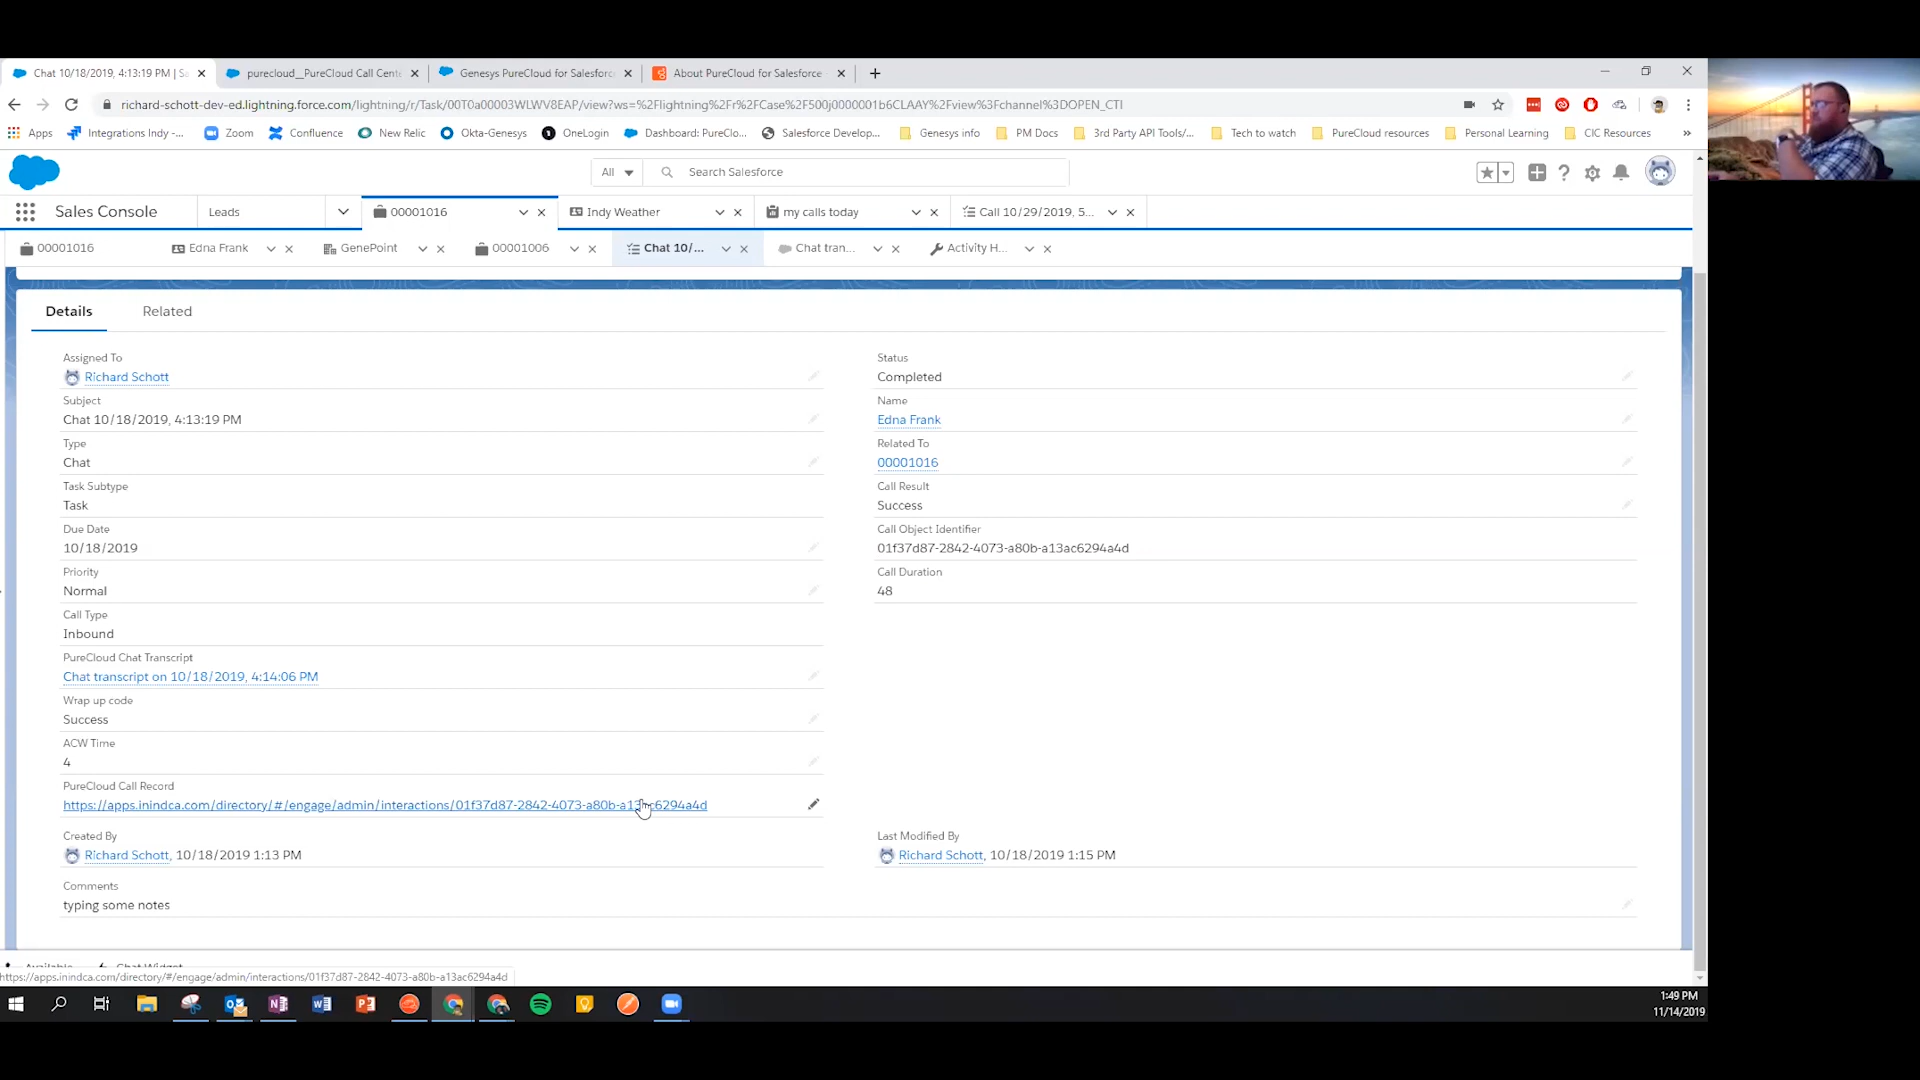 Chat 10/18/2019, 4:13:19 PM | Sa
purecloud__PureCloud Call Cente
Genesys PureCloud for Salesforc
About PureCloud for Salesforce
richard-schott-dev-ed.lightning.force.com/lightning/r/Task/00T0a00003WLWV8EAP/view?ws=%2Flightning%2Fr%2FCase%2F500j0000001b6CLAAY%2Fview%3Fchannel%3DOPEN_CTI
Apps
Integrations Indy -...
Zoom
Confluence
New Relic
Okta-Genesys
OneLogin
Dashboard: PureClo...
Salesforce Develop...
Genesys info
PM Docs
3rd Party API Tools/...
Tech to watch
PureCloud resources
Personal Learning
CIC Resources
All
Search Salesforce
Sales Console
Leads
00001016
Indy Weather
my calls today
Call 10/29/2019, 5...
00001016
Edna Frank
GenePoint
00001006
Chat 10/...
Chat tran...
Activity H...
Details
Related
Assigned To
Richard Schott
Status
Completed
Subject
Chat 10/18/2019, 4:13:19 PM
Name
Edna Frank
Type
Chat
Related To
00001016
Task Subtype
Task
Call Result
Success
Due Date
10/18/2019
Call Object Identifier
01f37d87-2842-4073-a80b-a13ac6294a4d
Priority
Normal
Call Duration
48
Call Type
Inbound
PureCloud Chat Transcript
Chat transcript on 10/18/2019, 4:14:06 PM
Wrap up code
Success
ACW Time
4
PureCloud Call Record
https://apps.inindca.com/directory/#/engage/admin/interactions/01f37d87-2842-4073-a80b-a13ac6294a4d
Created By
Richard Schott, 10/18/2019 1:13 PM
Last Modified By
Richard Schott, 10/18/2019 1:15 PM
Comments
typing some notes
Available
Chat Widget
https://apps.inindca.com/directory/#/engage/admin/interactions/01f37d87-2842-4073-a80b-a13ac6294a4d
1:49 PM
11/14/2019